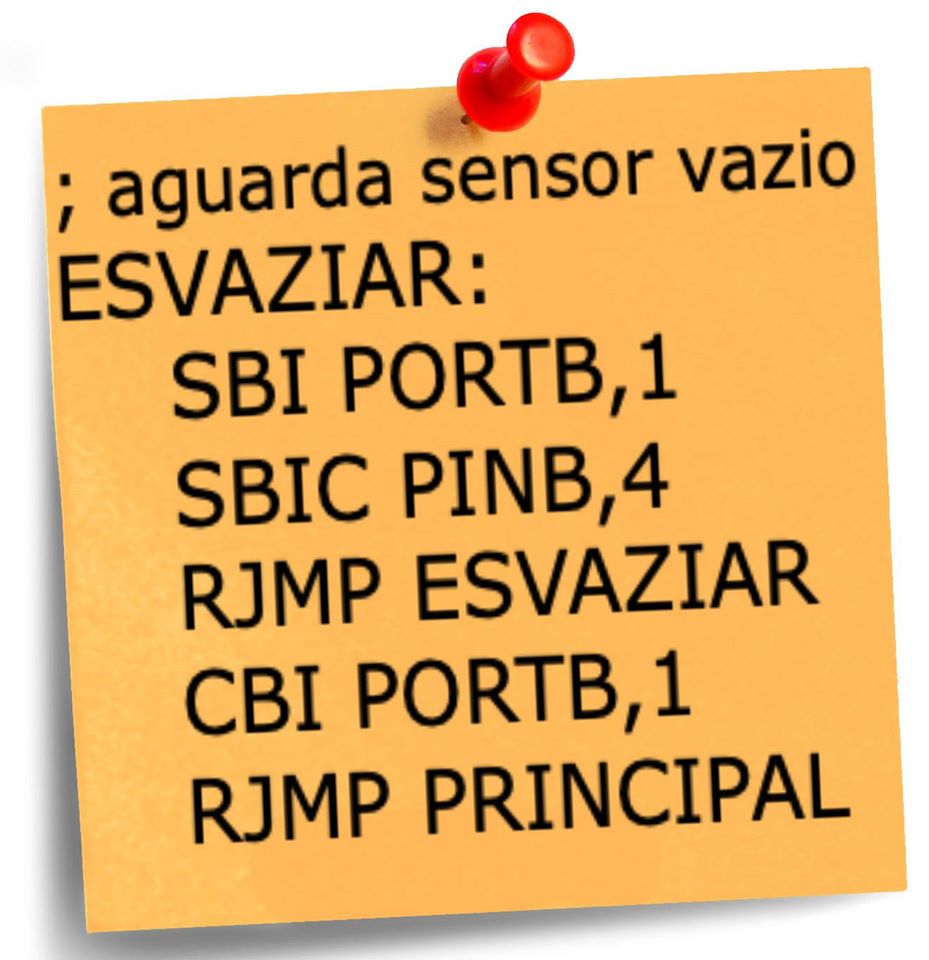 ; aguarda sensor vazio
ESVAZIAR:
SBI PORTB,1
SBIC PINB,4
RJMP ESVAZIAR
CBI PORTB,1
RJMP PRINCIPAL